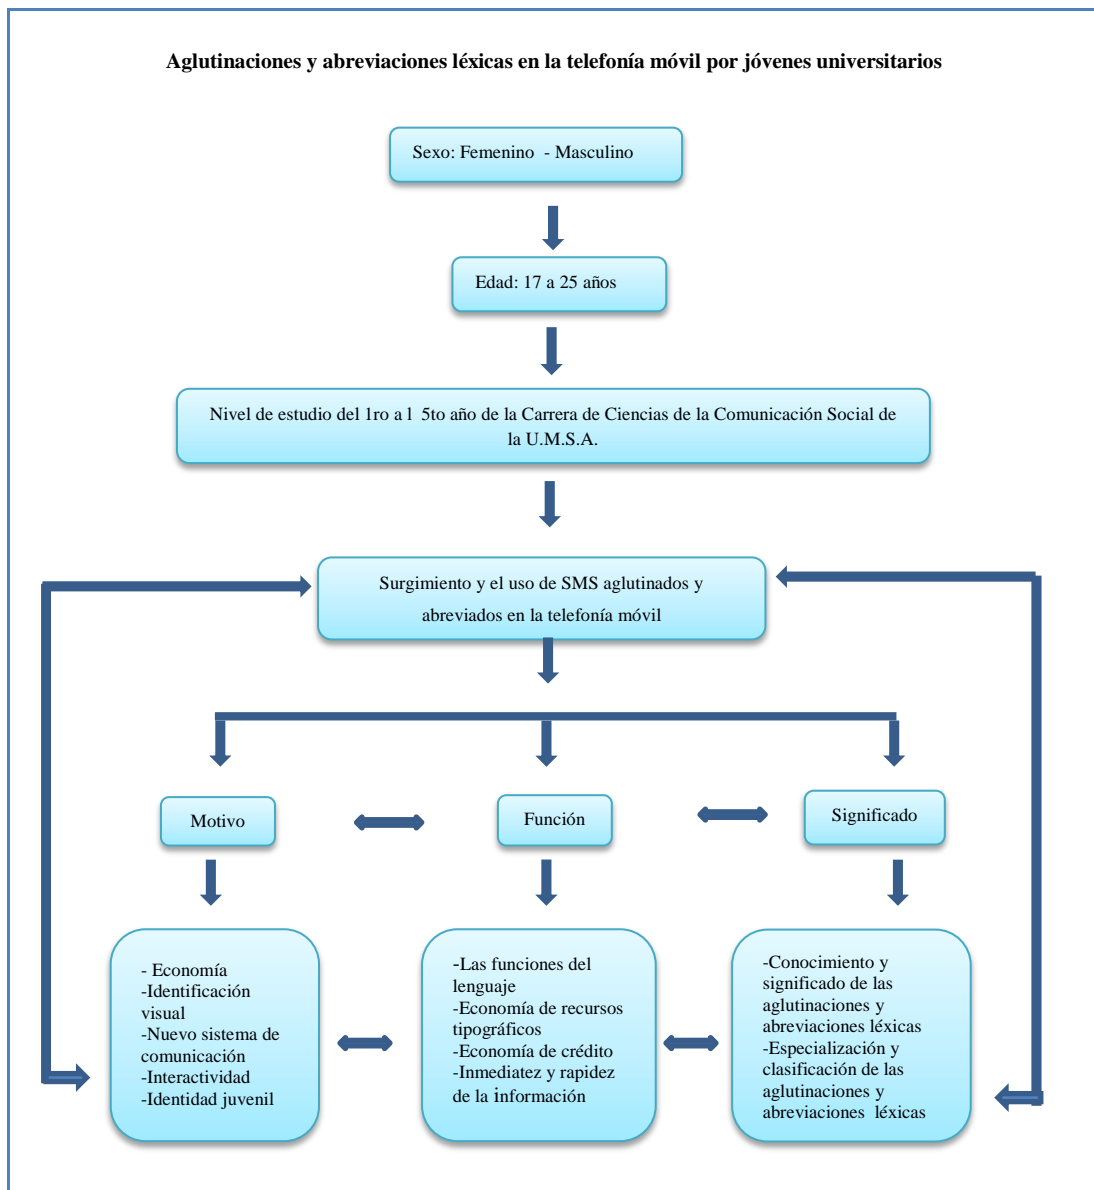 Aglutinaciones y abreviaciones léxicas en la telefonía móvil por jóvenes universitarios
Sexo: Femenino - Masculino
Edad: 17 a 25 años
Nivel de estudio del 1ro a l 5to año de la Carrera de Ciencias de la Comunicación Social de
la U.M.S.A.
Surgimiento y el uso de SMS aglutinados y
abreviados en la telefonía móvil
Motivo
Función
Significado
- Economía
-Identificación
visual
-Nuevo sistema de
comunicación
-Interactividad
-Identidad juvenil
-Las funciones del
lenguaje
-Economía de recursos
tipográficos
-Economía de crédito
-Inmediatez y rapidez
de la información
-Conocimiento y
significado de las
aglutinaciones y
abreviaciones léxicas
-Especialización y
clasificación de las
aglutinaciones y
abreviaciones léxicas